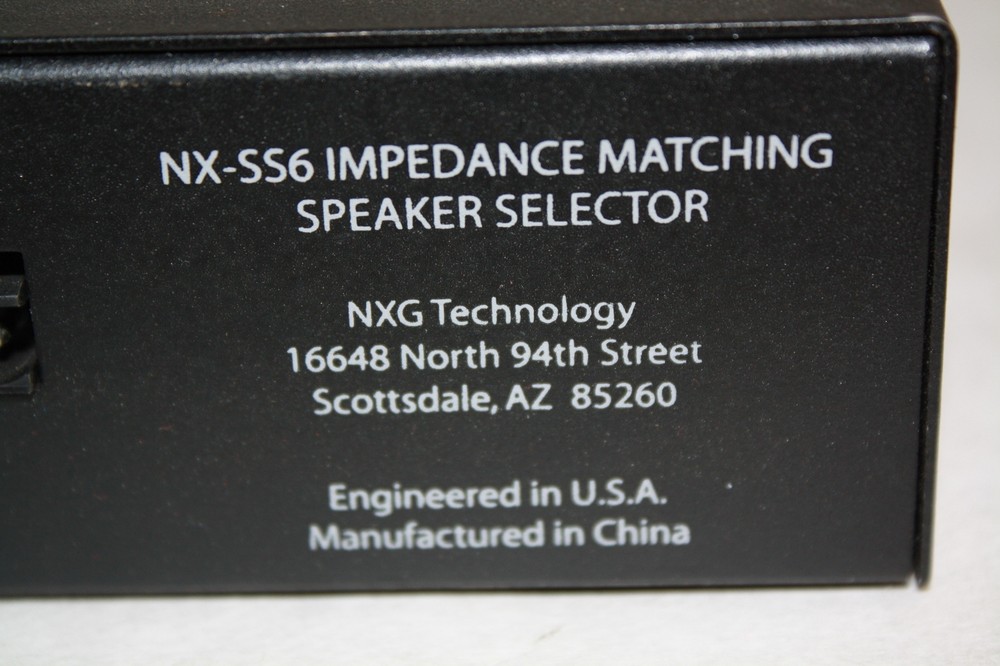 NX-SS6 IMPEDANCE MATCHING
SPEAKER SELECTOR
NXG Technology
16648 North 94th Street
Scottsdale, AZ 85260
Engineered in U.S.A.
Manufactured in China